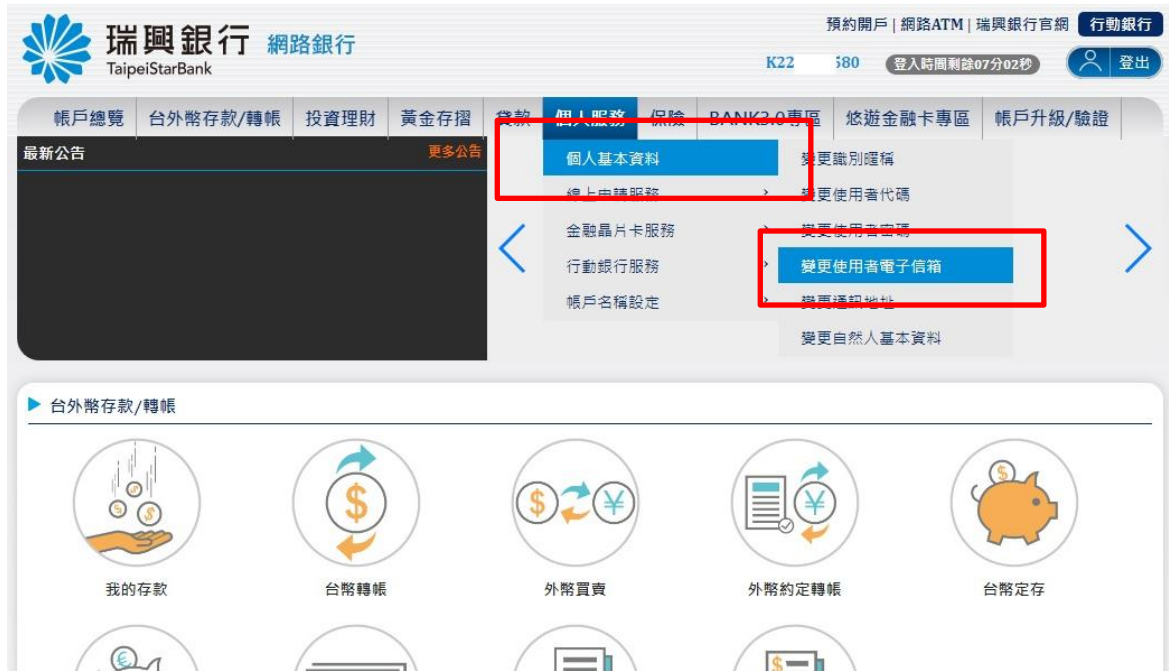 瑞興銀行 網路銀行
TaipeiStarBank
預約開戶 | 網路ATM | 瑞興銀行官網 行動銀行
K22 580 登入時間剩餘07分02秒 登出
帳戶總覽 台外幣存款/轉帳 投資理財 黃金存摺 貸款 個人服務 保險 BANK3.0專區 悠遊金融卡專區 帳戶升級/驗證
最新公告 更多公告
個人基本資料 變更識別暱稱
線上申請服務 › 變更使用者代碼
金融晶片卡服務 › 變更使用者密碼
行動銀行服務 › 變更使用者電子信箱
帳戶名稱設定 › 變更通訊地址
變更自然人基本資料
台外幣存款/轉帳
我的存款 台幣轉帳 外幣買賣 外幣約定轉帳 台幣定存